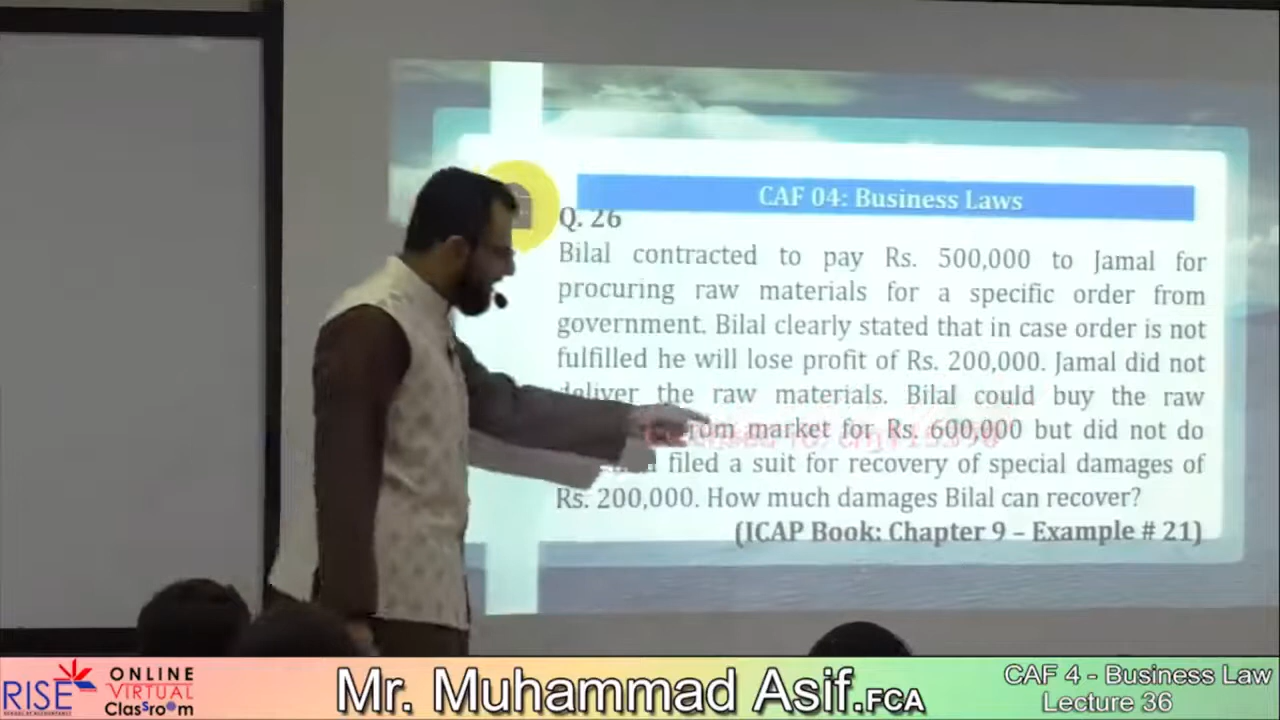 CAF 04: Business Laws
Q. 26
Bilal contracted to pay Rs. 500,000 to Jamal for
procuring raw materials for a specific order from
government. Bilal clearly stated that in case order is not
fulfilled he will lose profit of Rs. 200,000. Jamal did not
deliver the raw materials. Bilal could buy the raw
market for Rs. 600,000 but did not do
filed a suit for recovery of special damages of
Rs. 200,000. How much damages Bilal can recover?
(ICAP Book: Chapter 9 – Example # 21)
RISE
ONLINE
VIRTUAL
Classroom
Mr. Muhammad Asif.FCA
CAF 4 - Business Law
Lecture 36